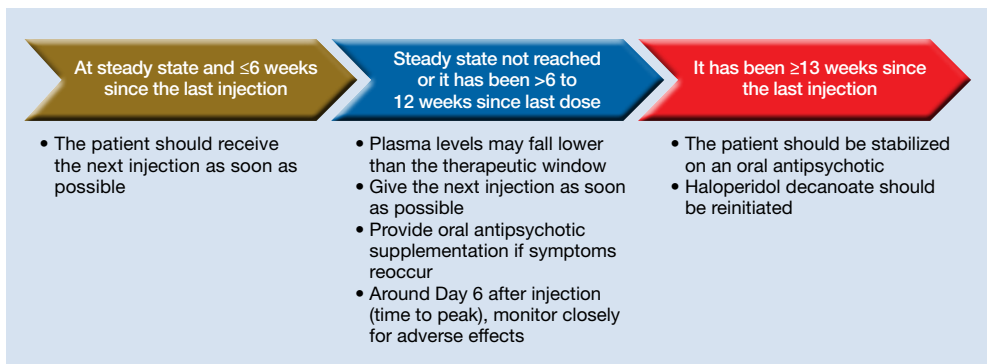 At steady state and ≤6 weeks
since the last injection
• The patient should receive
the next injection as soon as
possible
Steady state not reached
or it has been >6 to
12 weeks since last dose
• Plasma levels may fall lower
than the therapeutic window
• Give the next injection as soon
as possible
• Provide oral antipsychotic
supplementation if symptoms
reoccur
• Around Day 6 after injection
(time to peak), monitor closely
for adverse effects
It has been ≥13 weeks since
the last injection
• The patient should be stabilized
on an oral antipsychotic
• Haloperidol decanoate should
be reinitiated